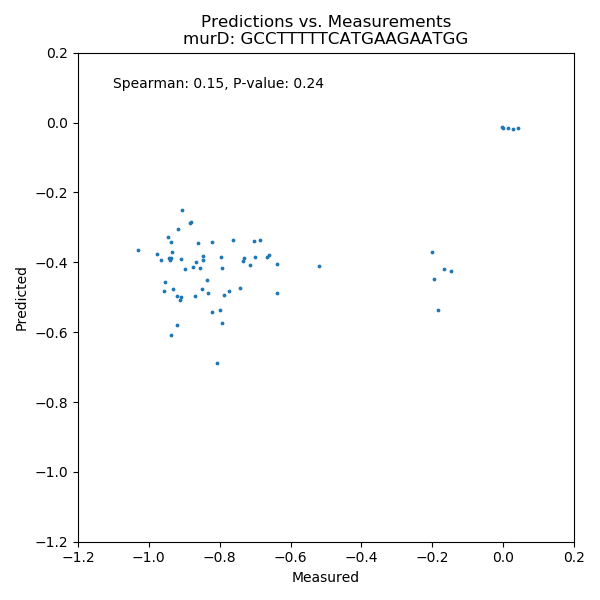 Predictions vs. Measurements
murD: GCCTTTTTCATGAAGAATGG
Spearman: 0.15, P-value: 0.24
0.2
0.0
−0.2
−0.4
−0.6
−0.8
−1.0
−1.2
Predicted
−1.2 −1.0 −0.8 −0.6 −0.4 −0.2 0.0 0.2
Measured